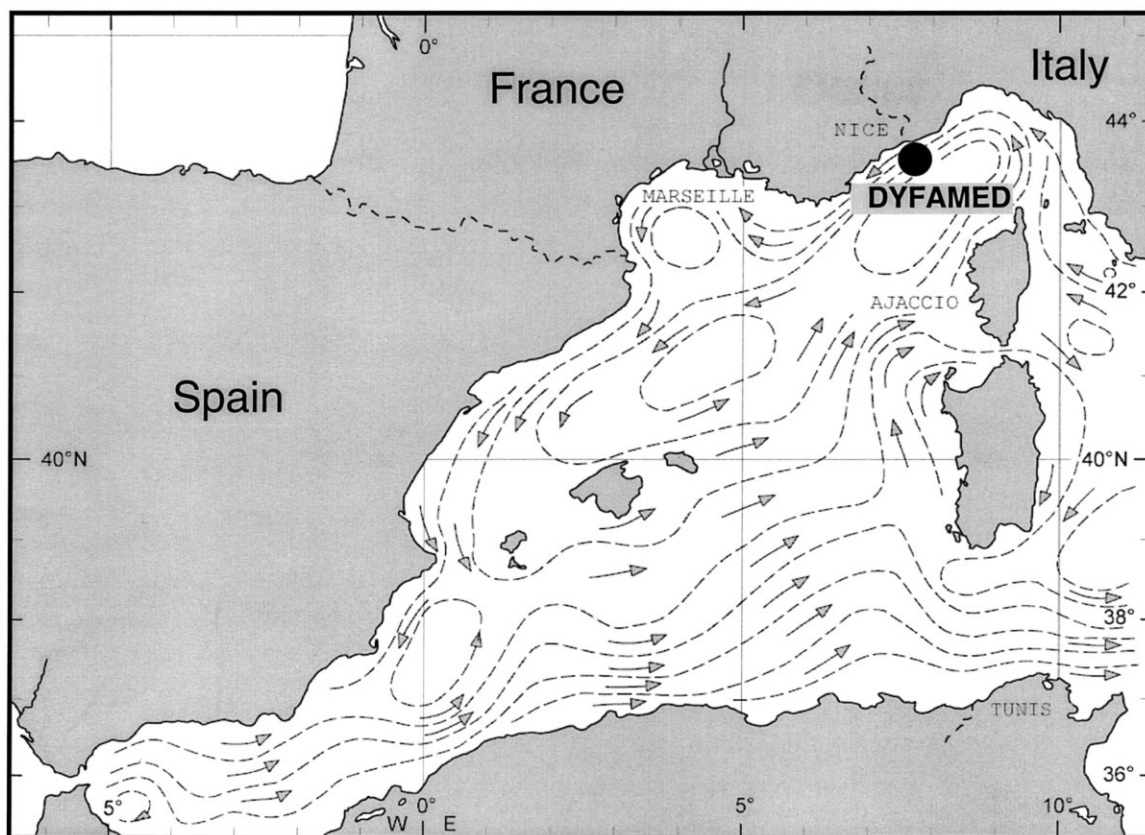 0°
France
Italy
44°
NICE
DYFAMED
MARSEILLE
42°
AJACCIO
Spain
40°N
40°N
38°
TUNIS
36°
5°
0°
5°
10°
W
E